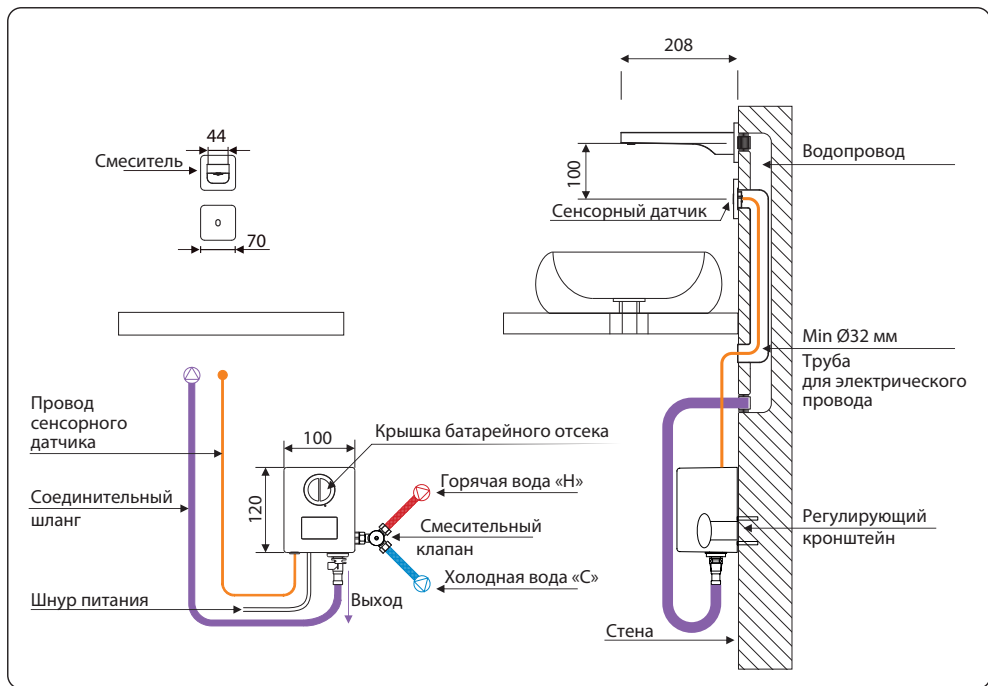 208
44
Смеситель
Водопровод
100
Сенсорный датчик
70
Min Ø32 мм
Труба
для электрического
провода
Провод
сенсорного
датчика
100
Крышка батарейного отсека
Горячая вода «Н»
Соединительный
шланг
120
Смесительный
клапан
Регулирующий
кронштейн
Холодная вода «С»
Шнур питания
Выход
Стена